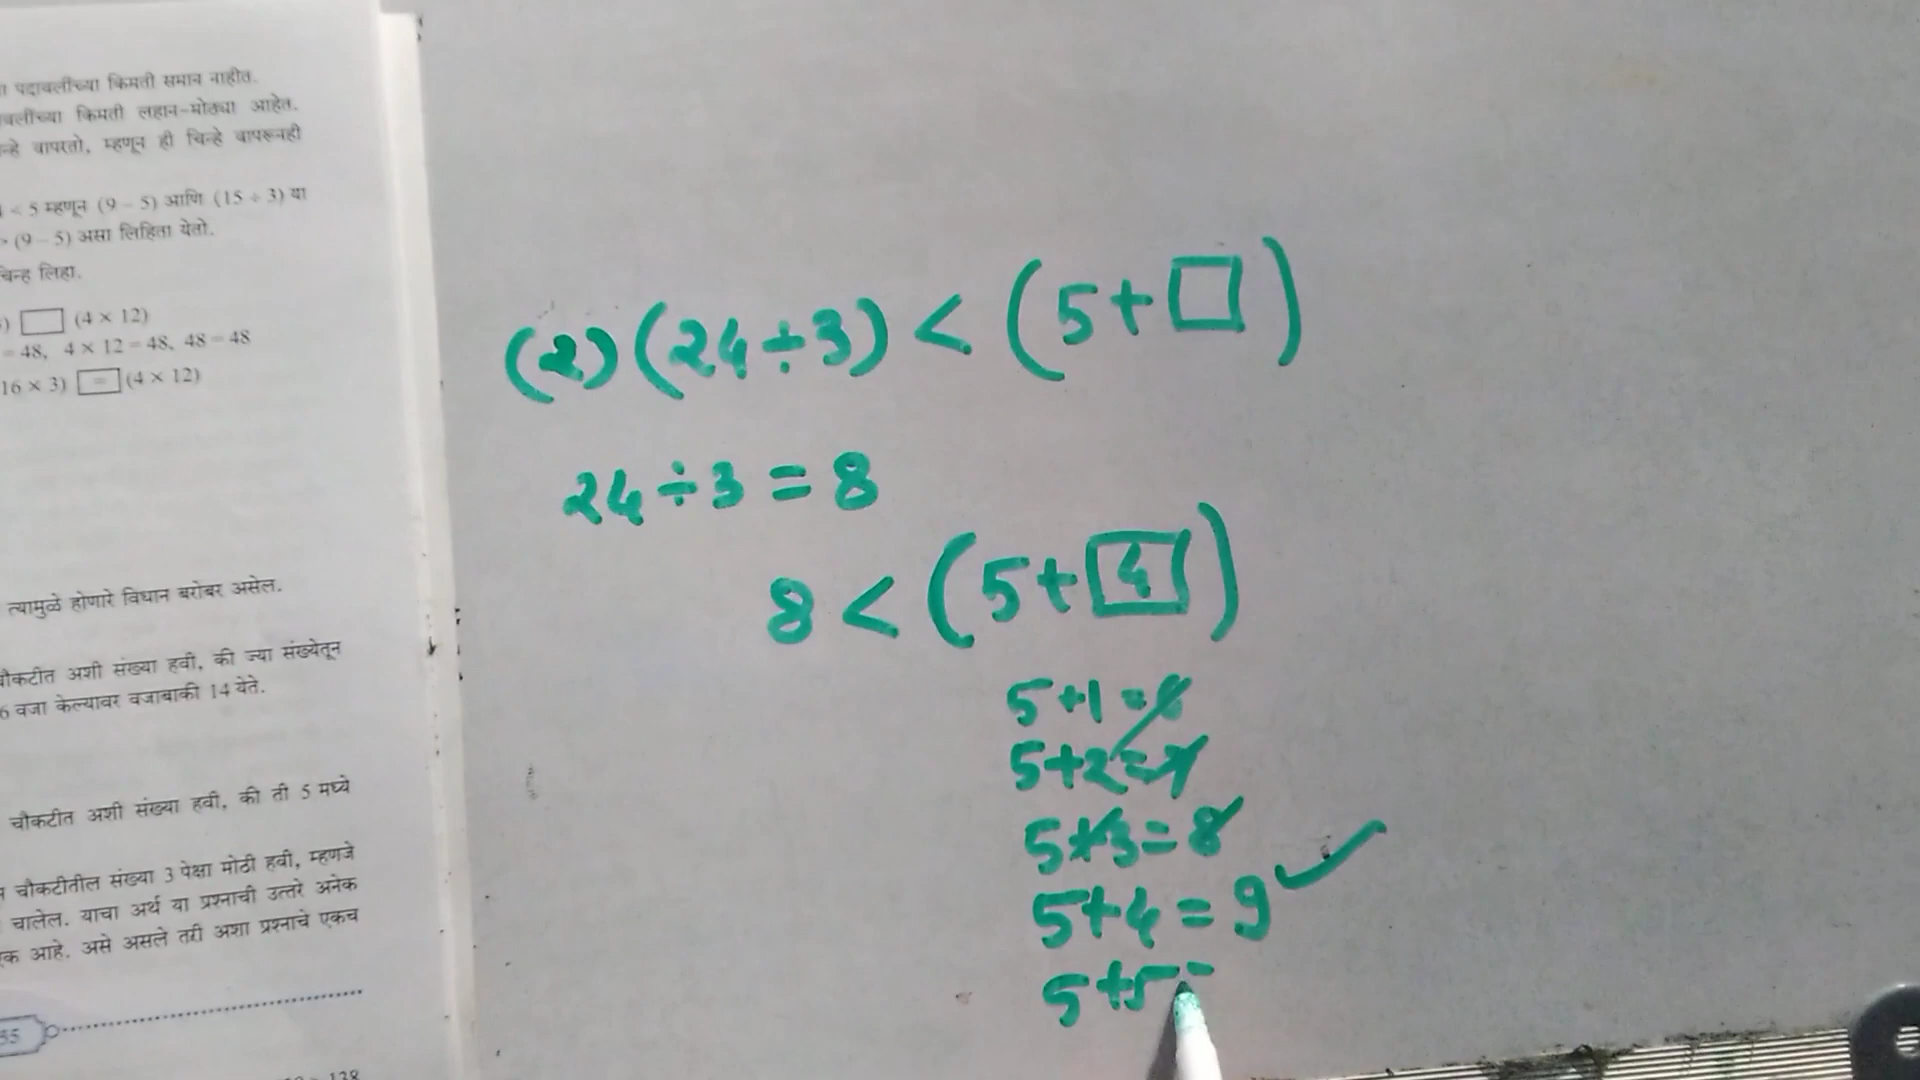 पदावलींच्या किमती समान नाहीत.
किमती लहान-मोठ्या आहेत.
वापरतो, म्हणून ही चिन्हे वापरूनही
< 5 म्हणून (9 - 5) आणि (15 ÷ 3) या
(9 - 5) असा लिहिता येतो.
चिन्ह लिहा.
) □ (4 × 12)
= 48, 4 × 12 = 48, 48 = 48
16 × 3) = (4 × 12)
त्यामुळे होणारे विधान बरोबर असेल.
चौकटीत अशी संख्या हवी, की ज्या संख्येतून
6 वजा केल्यावर वजाबाकी 14 येते.
चौकटीत अशी संख्या हवी, की ती 5 मध्ये
चौकटीतील संख्या 3 पेक्षा मोठी हवी, म्हणजे
चालेल. याचा अर्थ या प्रश्नाची उत्तरे अनेक
आहे. असे असले तरी अशा प्रश्नाचे एकच
(2) (24 ÷ 3) < (5 + □)
24 ÷ 3 = 8
8 < (5 + 4)
5 + 1 = 6
5 + 2 = 7
5 + 3 = 8
5 + 4 = 9 ✓
5 + 5 =